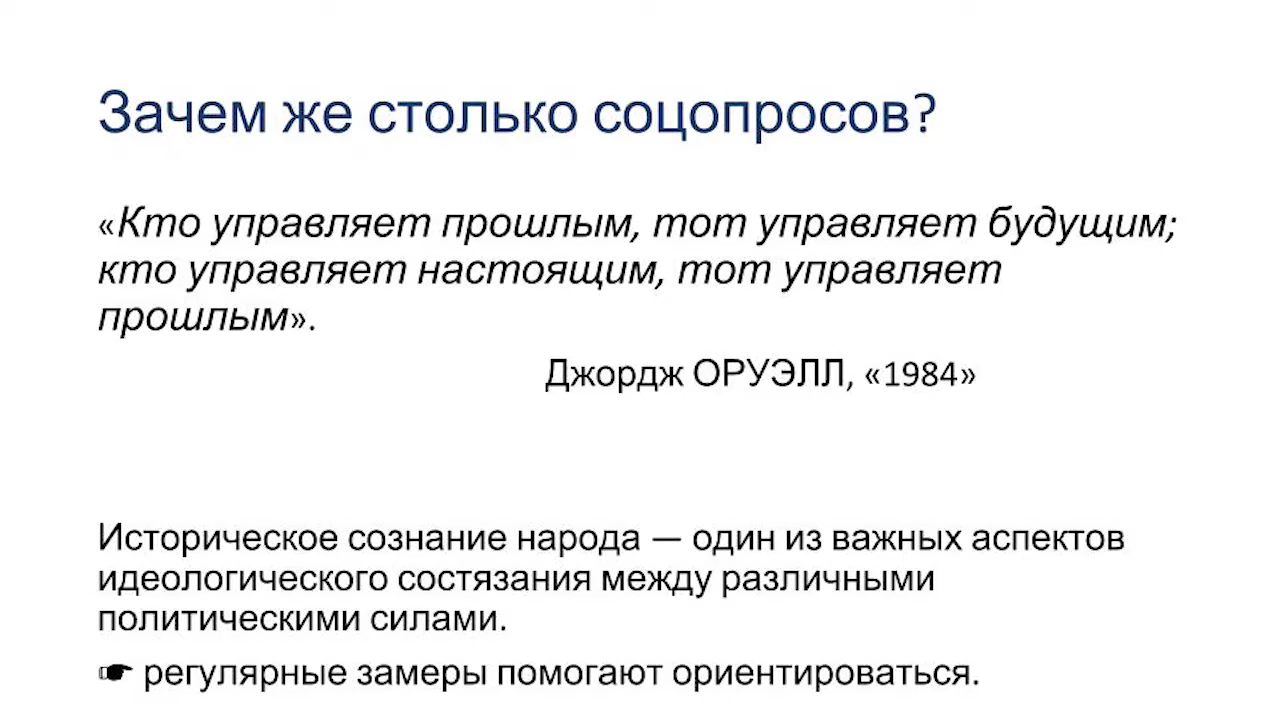 Зачем же столько соцопросов?
«Кто управляет прошлым, тот управляет будущим;
кто управляет настоящим, тот управляет
прошлым».
Джордж ОРУЭЛЛ, «1984»
Историческое сознание народа — один из важных аспектов
идеологического состязания между различными
политическими силами.
☛ регулярные замеры помогают ориентироваться.